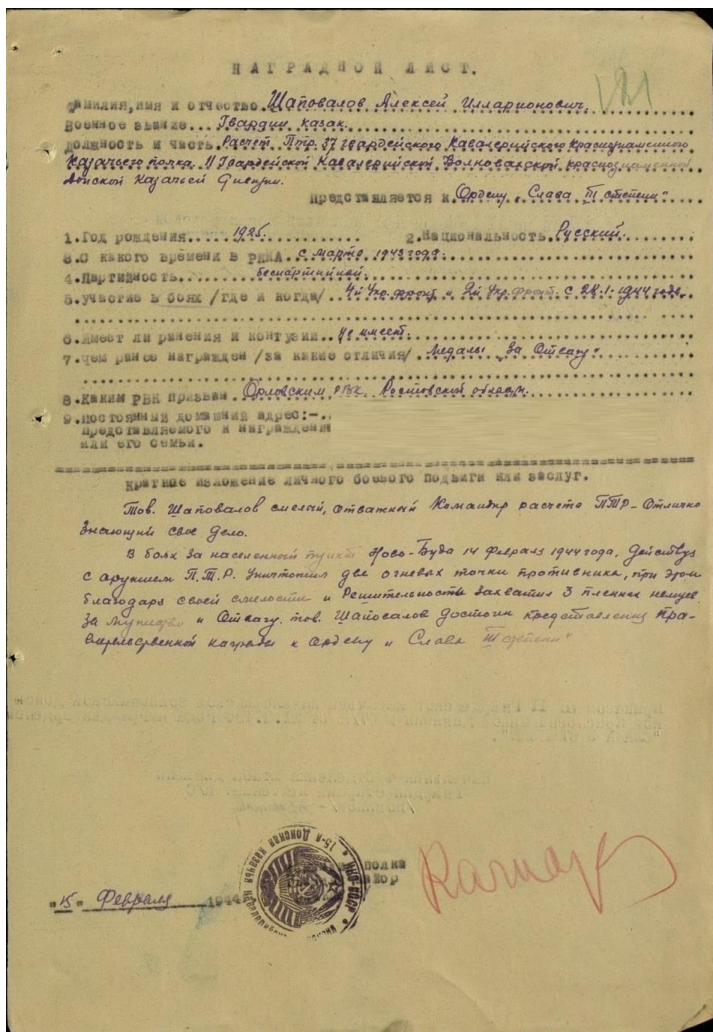 НАГРАДНОЙ ЛИСТ.
Фамилия, имя и отчество Шаповалов Алексей Илларионович.
Военное звание Гвардии казак.
Должность и часть Расчет Птр. 37 гвардейского Кавалерийского Краснознаменного
Казачьего полка 11 Гвардейской Кавалерийской Волновахской краснознаменной
Донской Казачьей Дивизии.
Представляется к Ордену „Слава III степени"
1. Год рождения 1925.
2. Национальность Русский.
3. С какого времени в РККА с Марта 1943 года
4. Партийность беспартийный.
5. участие в боях /где и когда/ 4й Укр. фронт и 2й Укр. фронт. с 28.1-1944 года.
6. Имеет ли ранения и контузии не имеет.
7. Чем ранее награжден /за какие отличия/ Медаль „За Отвагу"
8. Каким РВК призван Орловским РВК. Ростовской области.
9. Постоянный домашний адрес:-
представляемого к награждению
или его семьи.
Краткое изложение личного боевого подвига или заслуг.
Тов. Шаповалов смелый, отважный Командир расчета ПТР-Отлично
Знающий свое дело.
В боях за населенный пункт Ново-Буда 14 февраля 1944 года, Действуя
с оружием П.Т.Р. Уничтожил две огневых точки противника, при этом
благодаря своей смелости и Решительности Захватил 3 пленных немцев
За Мужество и Отвагу. тов. Шаповалов достоин представления Пра-
вительственной награды к Ордену „Слава III степени"
полка
"15" Февраля 1944